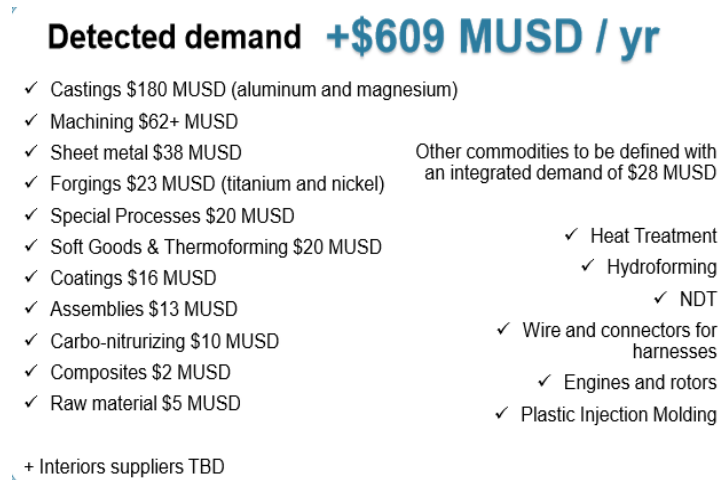 Detected demand +$609 MUSD / yr
✓ Castings $180 MUSD (aluminum and magnesium)
✓ Machining $62+ MUSD
✓ Sheet metal $38 MUSD
✓ Forgings $23 MUSD (titanium and nickel)
✓ Special Processes $20 MUSD
✓ Soft Goods & Thermoforming $20 MUSD
✓ Coatings $16 MUSD
✓ Assemblies $13 MUSD
✓ Carbo-nitrurizing $10 MUSD
✓ Composites $2 MUSD
✓ Raw material $5 MUSD
+ Interiors suppliers TBD
Other commodities to be defined with
an integrated demand of $28 MUSD
✓ Heat Treatment
✓ Hydroforming
✓ NDT
✓ Wire and connectors for
harnesses
✓ Engines and rotors
✓ Plastic Injection Molding